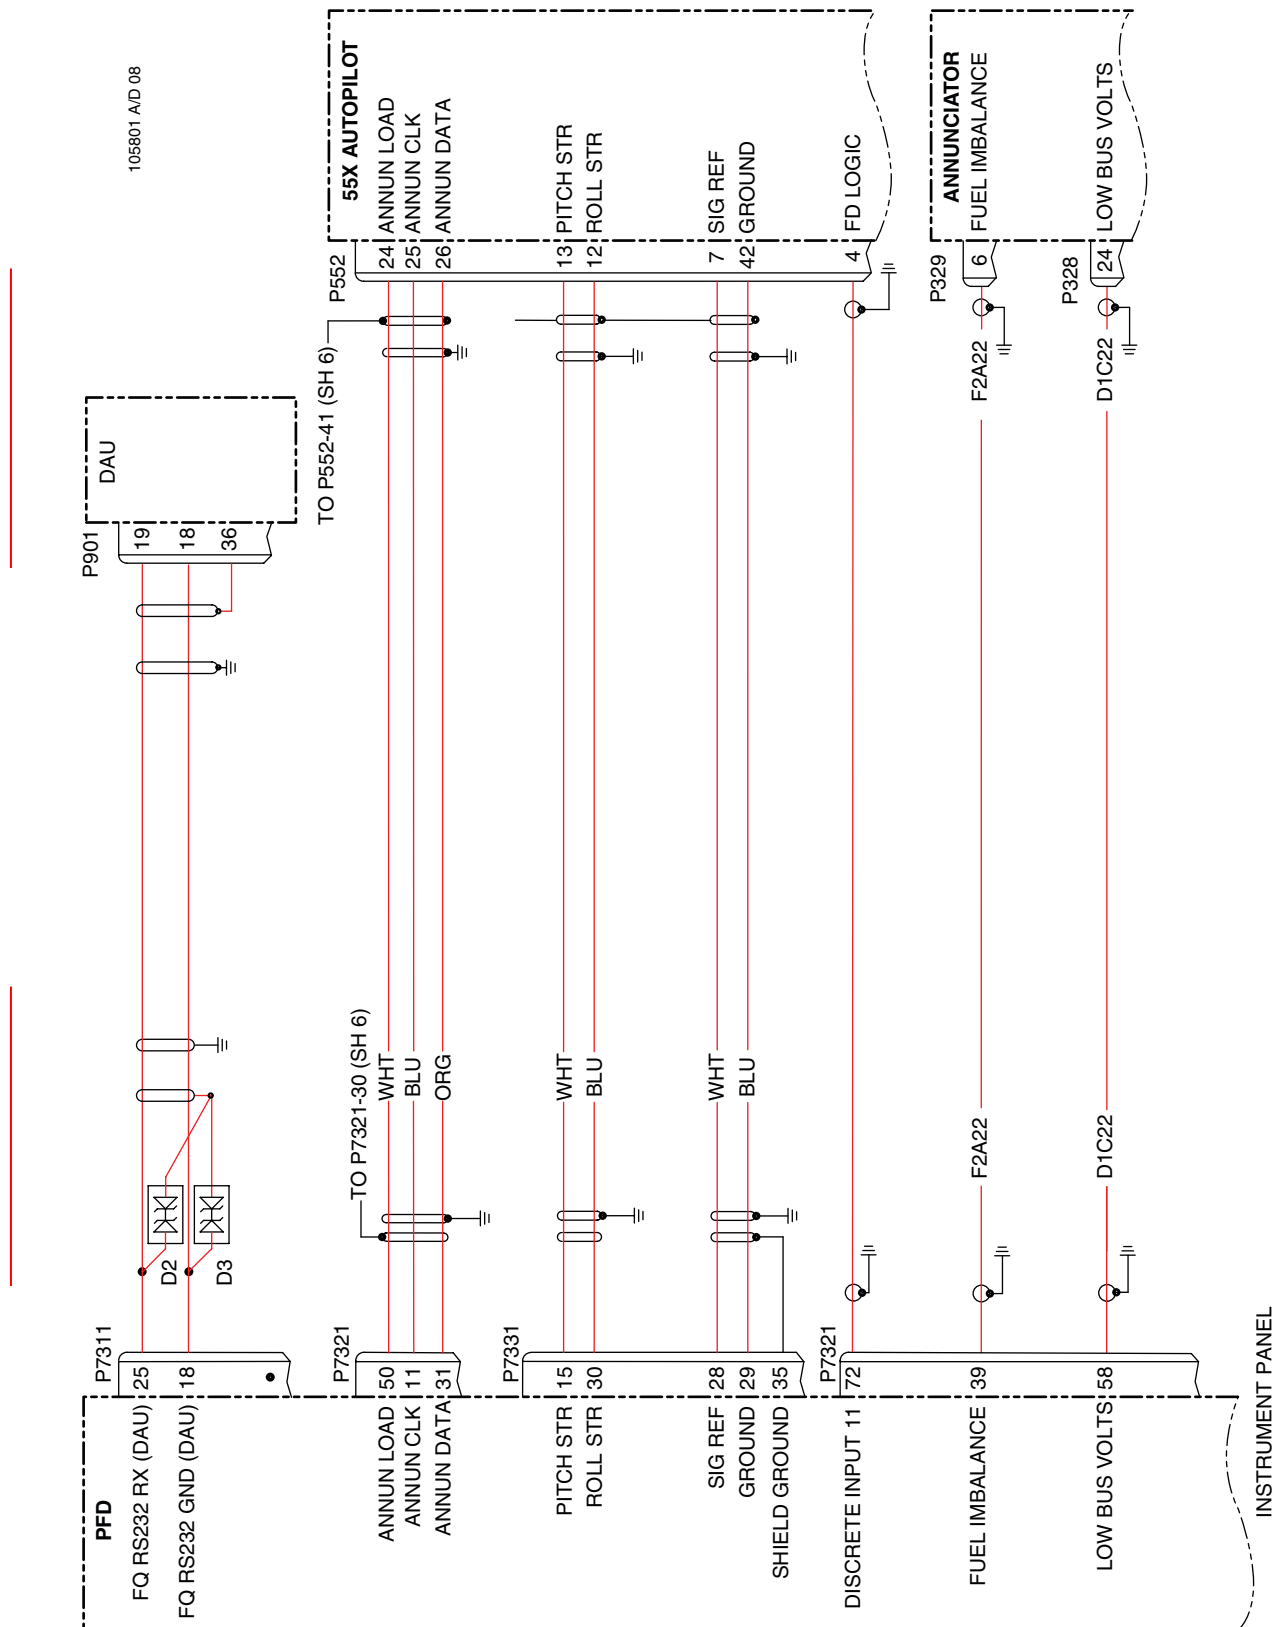 105801 A/D 08
PFD
FQ RS232 RX (DAU)
FQ RS232 GND (DAU)
P7311
25
18
D2
D3
P901
19
18
36
DAU
ANNUN LOAD
ANNUN CLK
ANNUN DATA
P7321
50
11
31
TO P7321-30 (SH 6)
WHT
BLU
ORG
TO P552-41 (SH 6)
P552
24 ANNUN LOAD
25 ANNUN CLK
26 ANNUN DATA
55X AUTOPILOT
PITCH STR
ROLL STR
P7331
15
30
WHT
BLU
13 PITCH STR
12 ROLL STR
SIG REF
GROUND
SHIELD GROUND
28
29
35
WHT
BLU
7 SIG REF
42 GROUND
DISCRETE INPUT 11
P7321
72
4 FD LOGIC
FUEL IMBALANCE
39
F2A22
F2A22
P329
6 FUEL IMBALANCE
ANNUNCIATOR
LOW BUS VOLTS
58
D1C22
D1C22
P328
24 LOW BUS VOLTS
INSTRUMENT PANEL